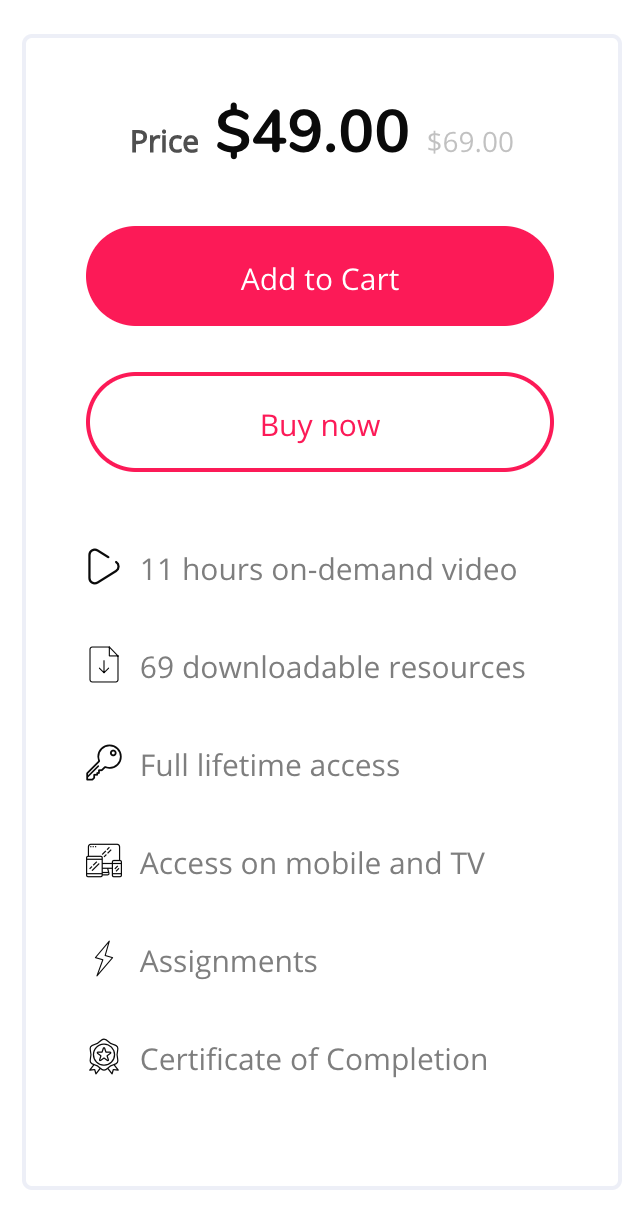 Price $49.00 $69.00
Add to Cart
Buy now
11 hours on-demand video
69 downloadable resources
Full lifetime access
Access on mobile and TV
Assignments
Certificate of Completion